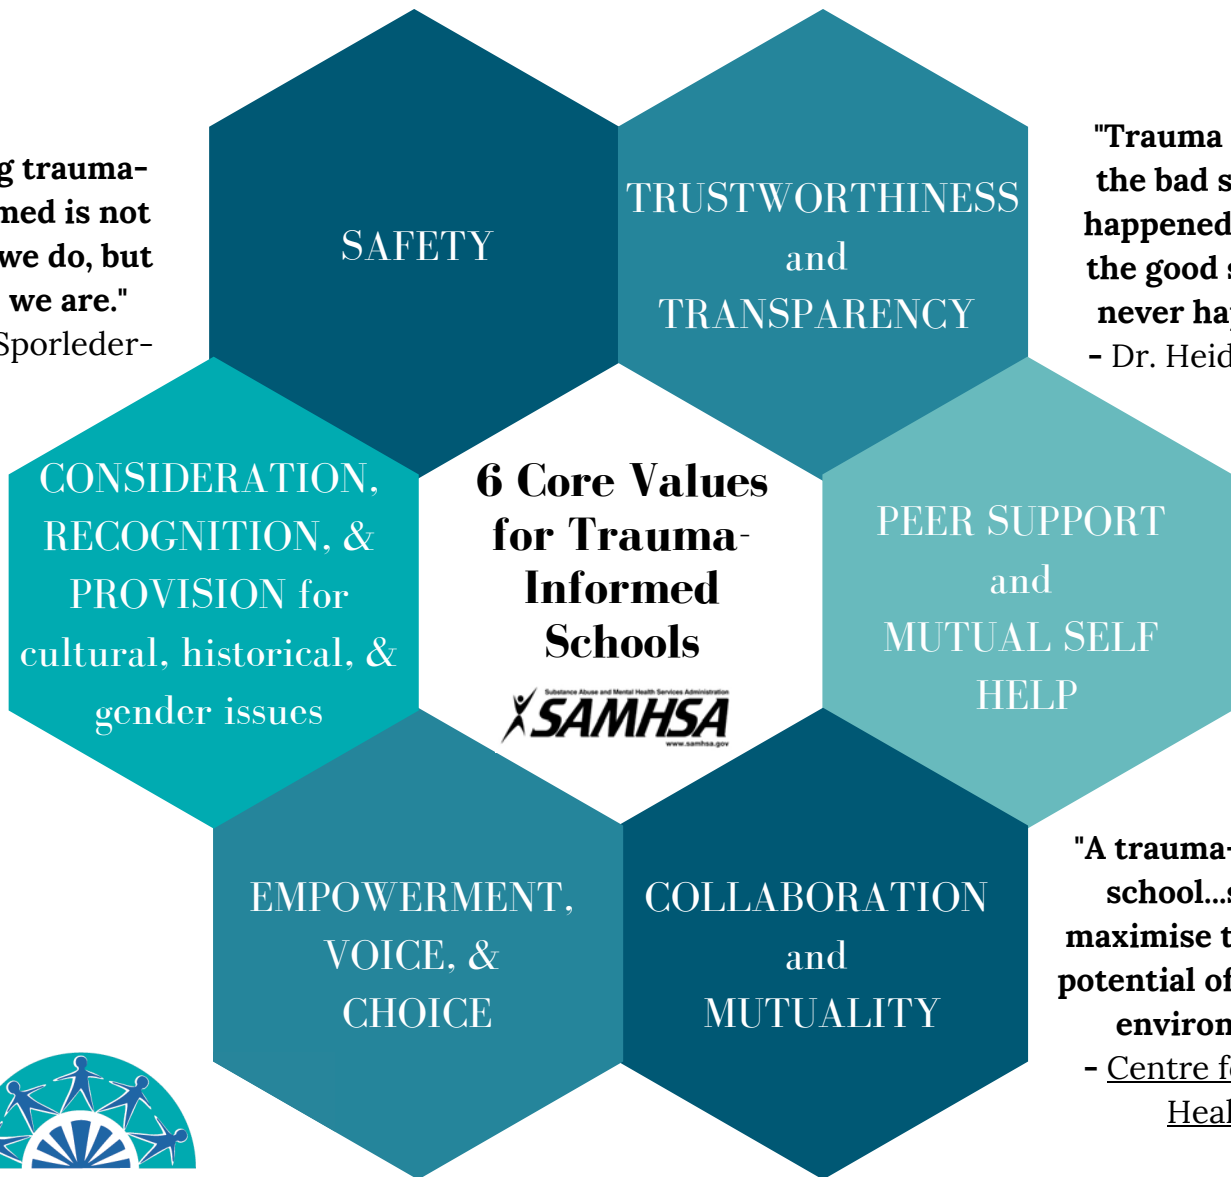 g trauma-
med is not
we do, but
we are."
Sporleder-
SAFETY
TRUSTWORTHINESS
and
TRANSPARENCY
"Trauma
the bad s
happened
the good s
never ha
- Dr. Heid
CONSIDERATION,
RECOGNITION, &
PROVISION for
cultural, historical, &
gender issues
6 Core Values
for Trauma-
Informed
Schools
Substance Abuse and Mental Health Services Administration
SAMHSA
www.samhsa.gov
PEER SUPPORT
and
MUTUAL SELF
HELP
EMPOWERMENT,
VOICE, &
CHOICE
COLLABORATION
and
MUTUALITY
"A trauma-
school...s
maximise t
potential of
environ
- Centre f
Heal